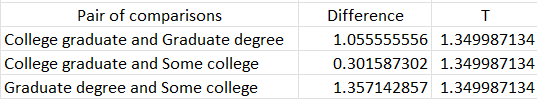 Pair of comparisons Difference T
College graduate and Graduate degree 1.055555556 1.349987134
College graduate and Some college 0.301587302 1.349987134
Graduate degree and Some college 1.357142857 1.349987134